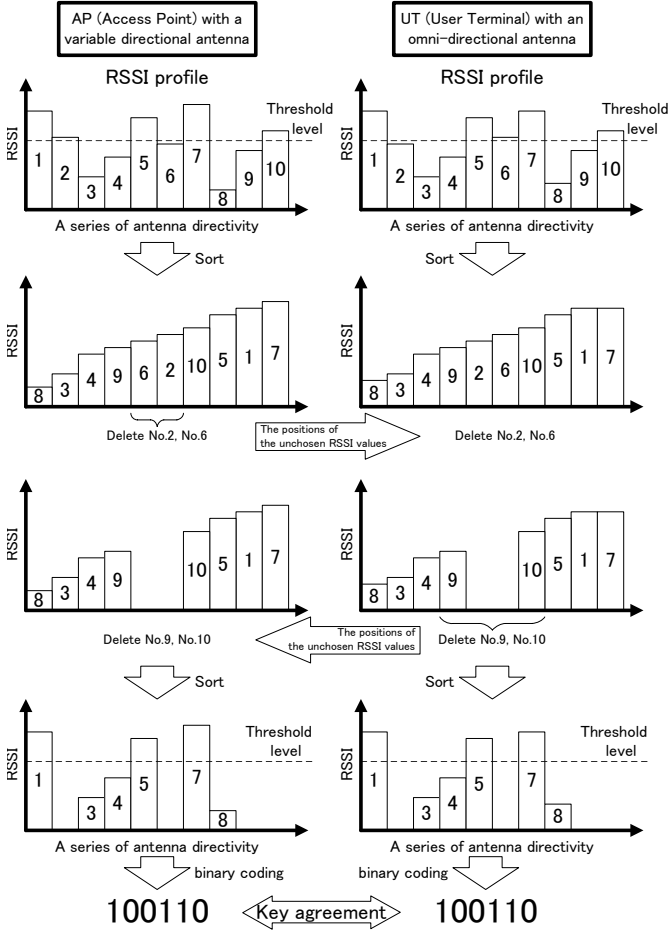 AP (Access Point) with a
variable directional antenna
UT (User Terminal) with an
omni-directional antenna
RSSI profile
RSSI
Threshold
level
1
2
3
4
5
6
7
8
9
10
A series of antenna directivity
RSSI profile
RSSI
Threshold
level
1
2
3
4
5
6
7
8
9
10
A series of antenna directivity
Sort
Sort
RSSI
8
3
4
9
6
2
10
5
1
7
Delete No.2, No.6
The positions of
the unchosen RSSI values
RSSI
8
3
4
9
2
6
10
5
1
7
Delete No.2, No.6
RSSI
8
3
4
9
10
5
1
7
Delete No.9, No.10
The positions of
the unchosen RSSI values
RSSI
8
3
4
9
10
5
1
7
Delete No.9, No.10
Sort
Sort
RSSI
Threshold
level
1
3
4
5
7
8
A series of antenna directivity
RSSI
Threshold
level
1
3
4
5
7
8
A series of antenna directivity
binary coding
binary coding
100110
Key agreement
100110